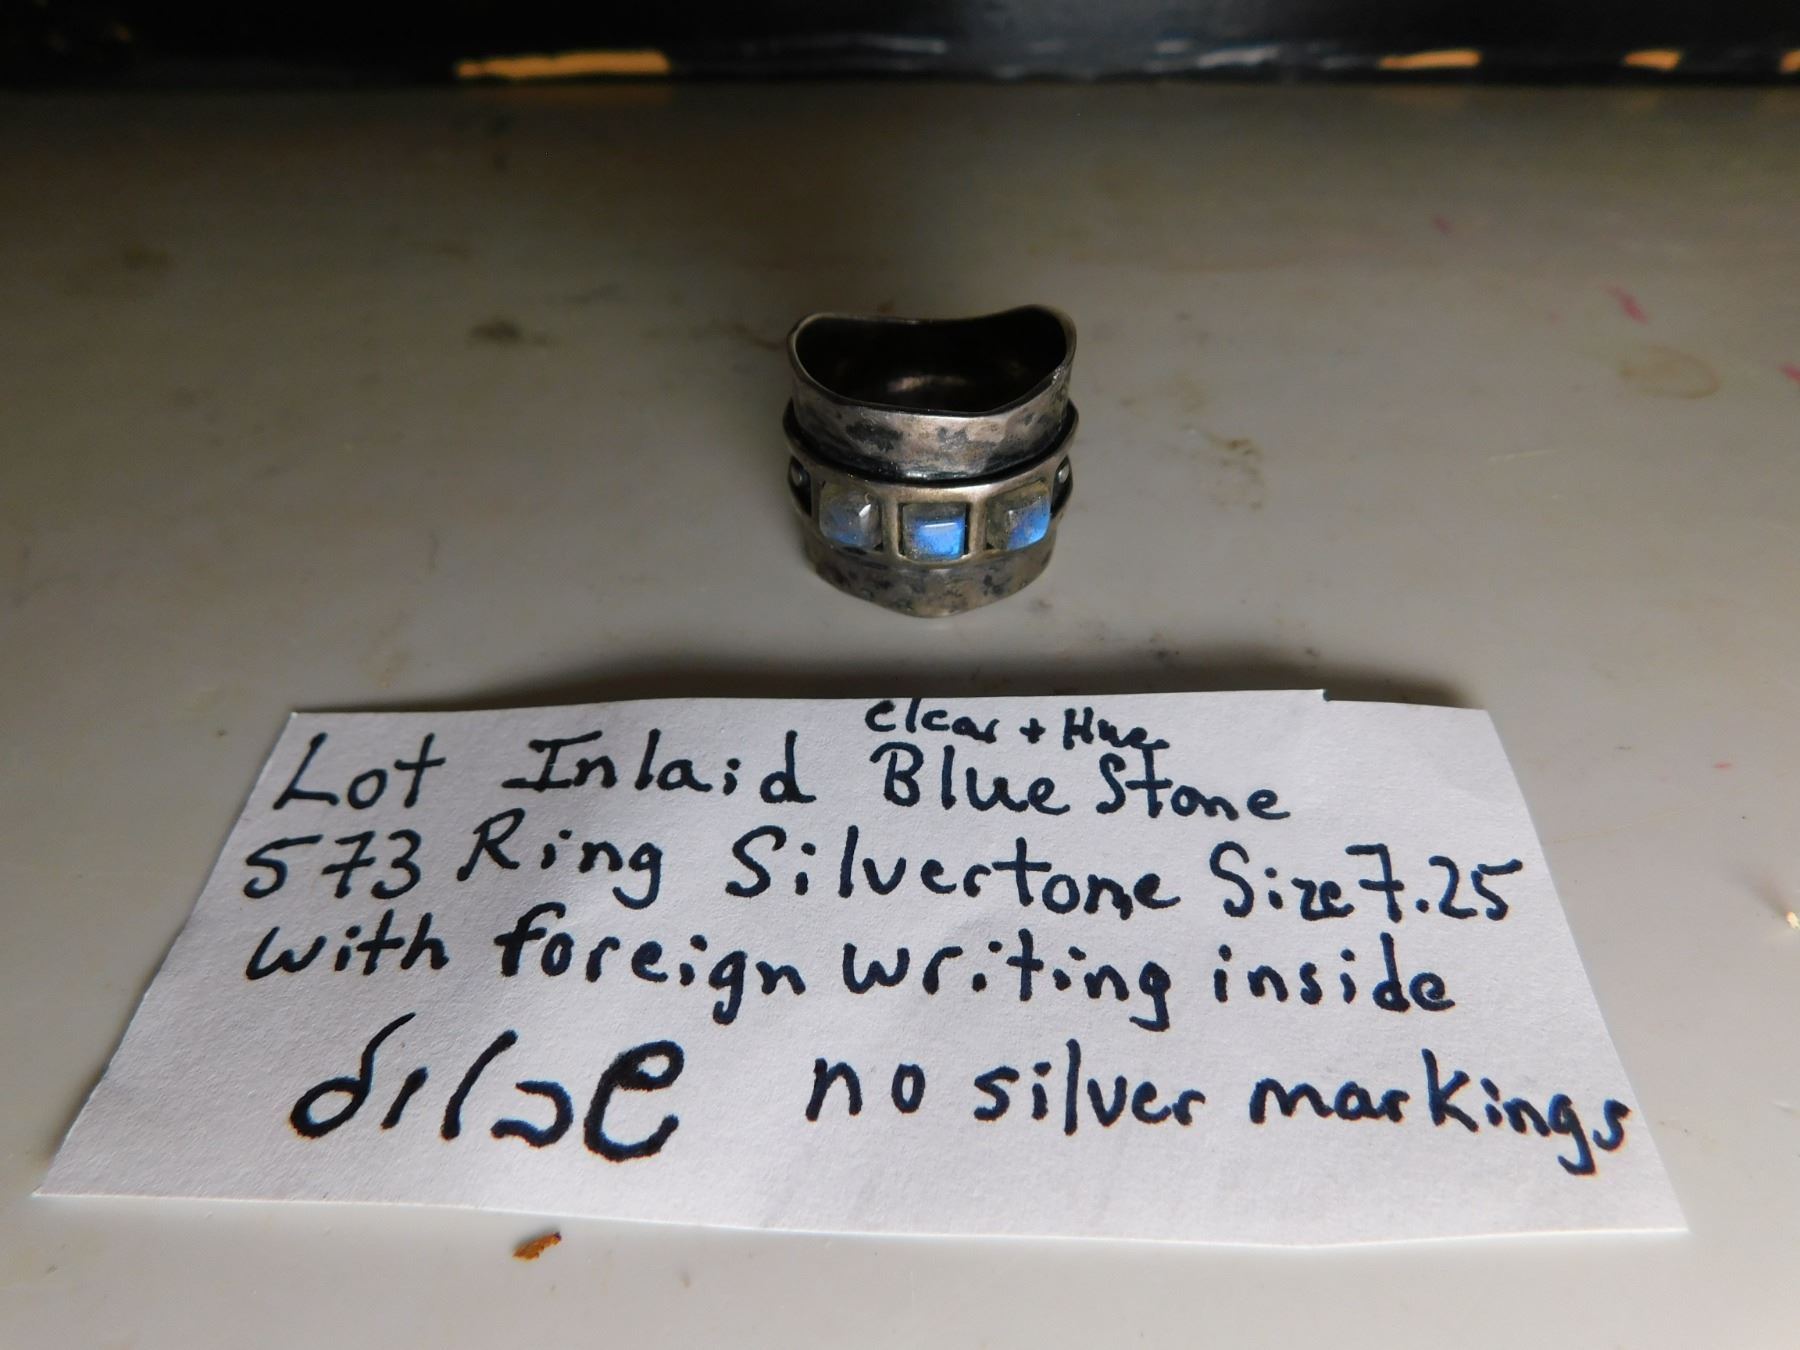 clear + Hue
Lot Inlaid Blue Stone
573 Ring Silvertone Size 7.25
with foreign writing inside
no silver markings